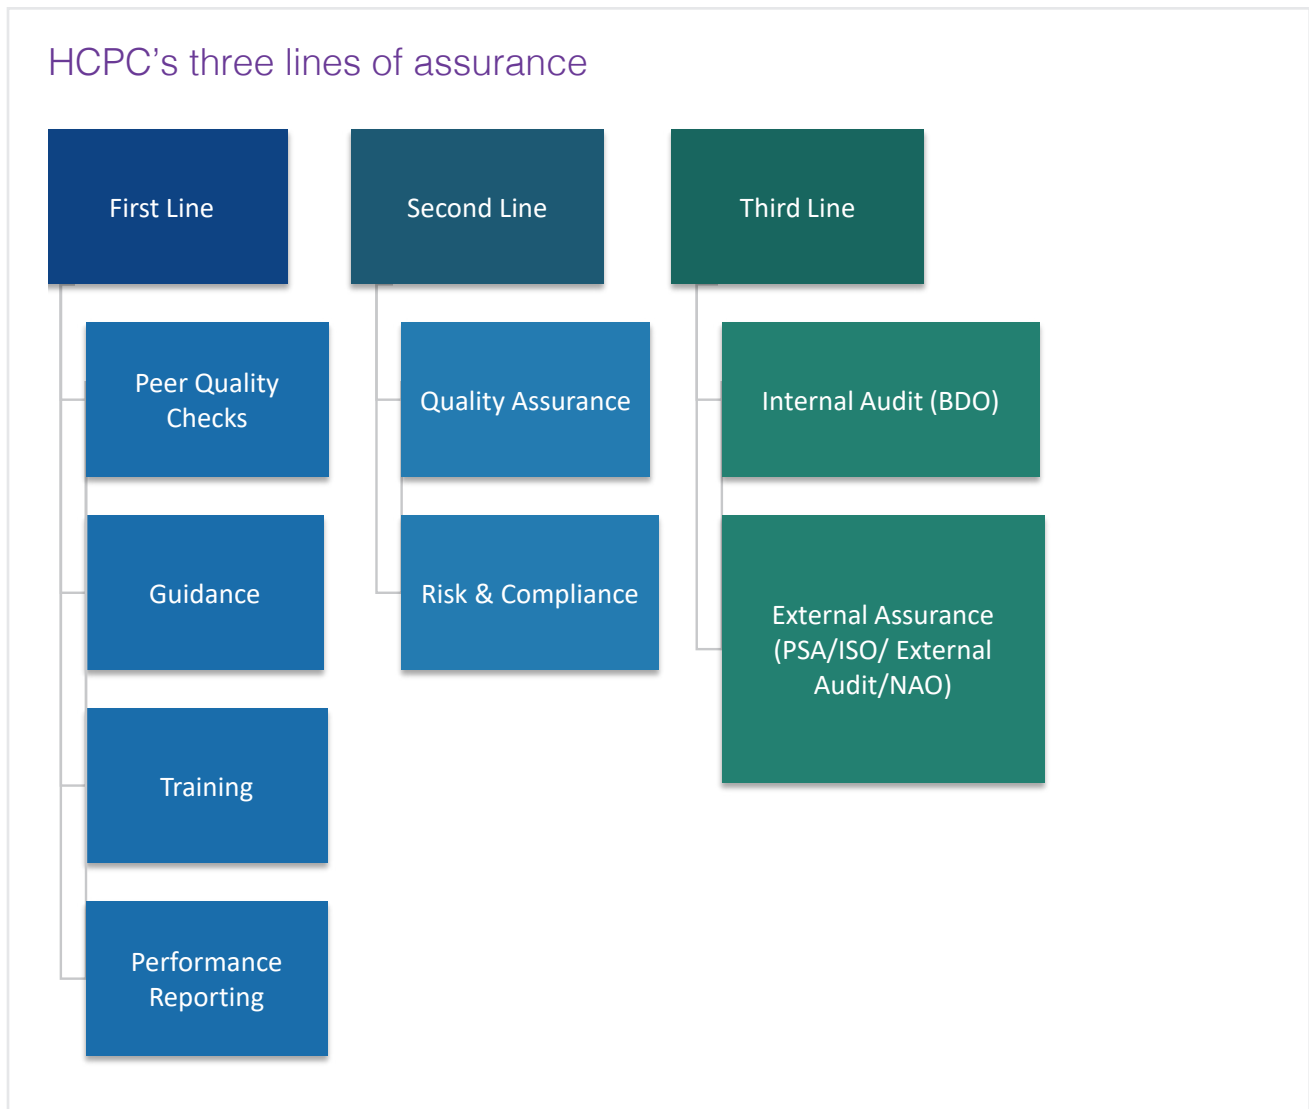 HCPC's three lines of assurance
First Line
Peer Quality
Checks
Guidance
Training
Performance
Reporting
Second Line
Quality Assurance
Risk & Compliance
Third Line
Internal Audit (BDO)
External Assurance
(PSA/ISO/ External
Audit/NAO)